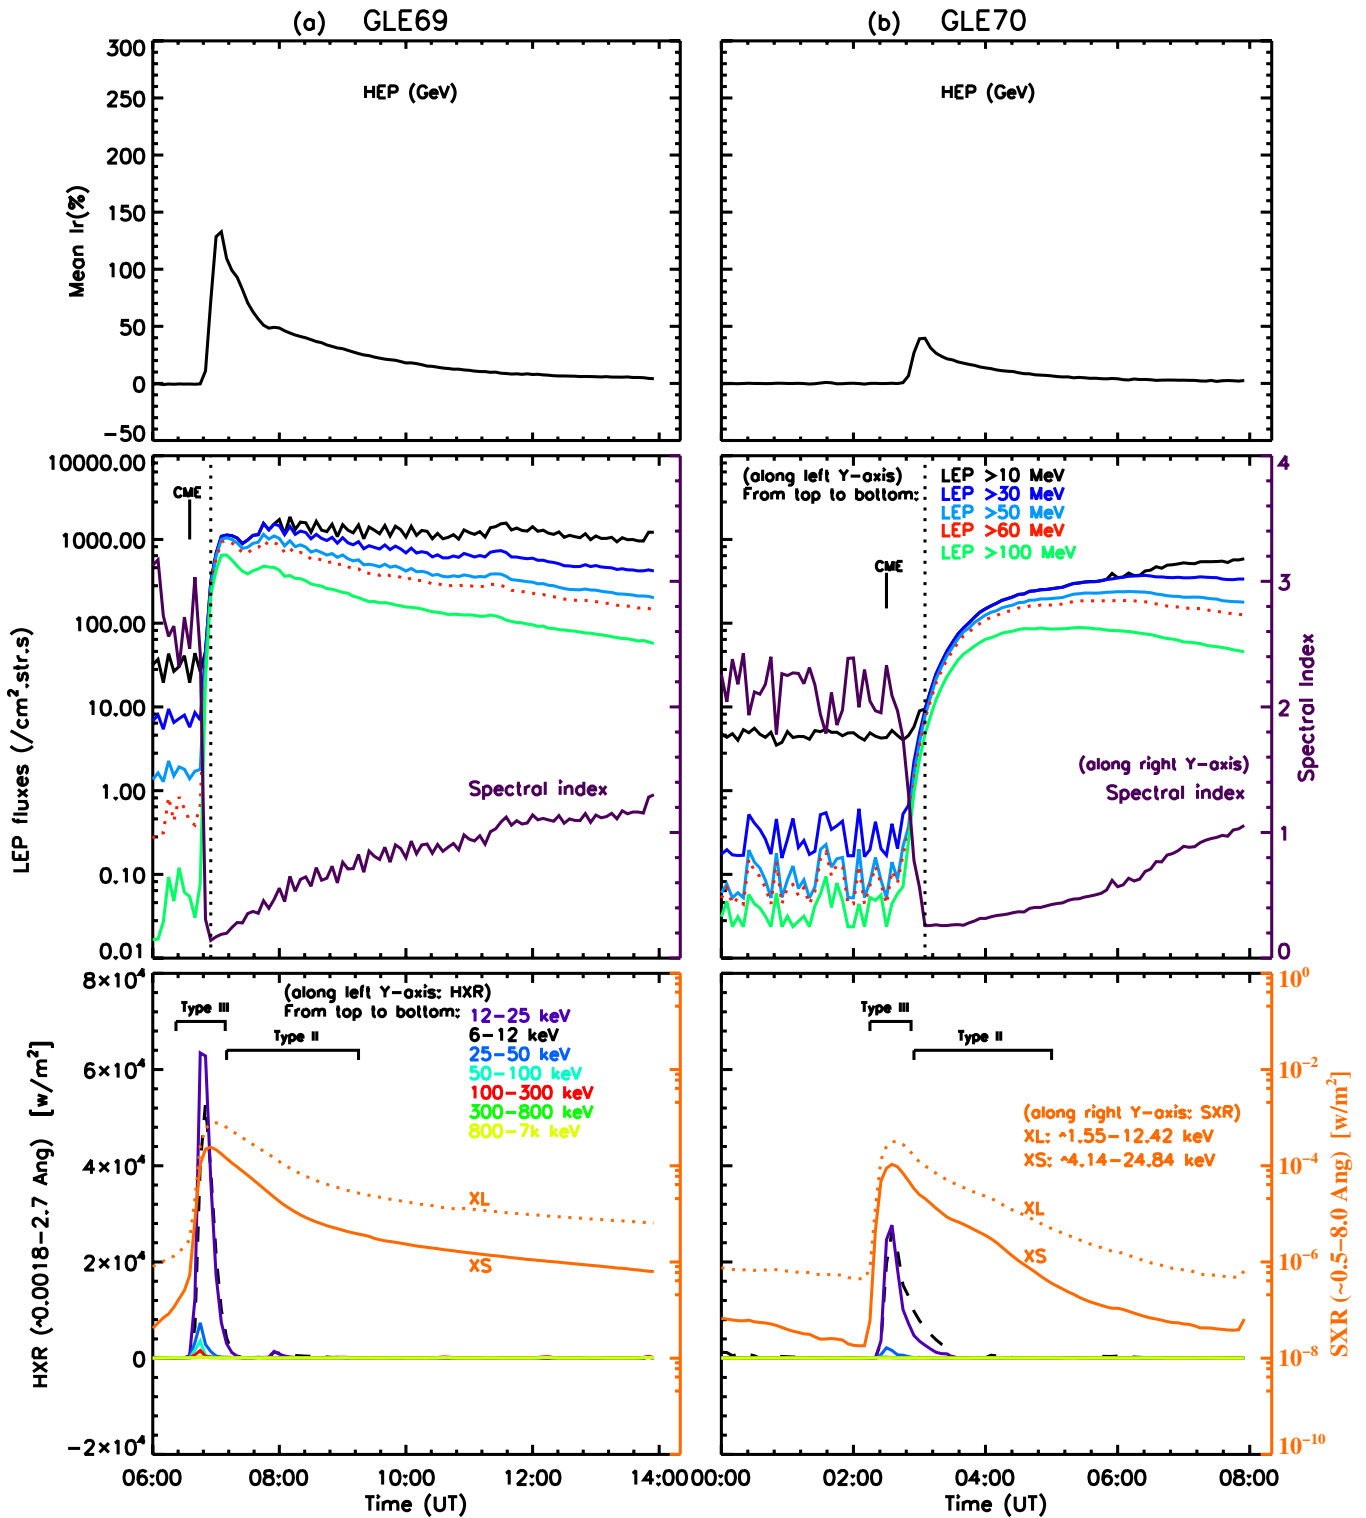 (a) GLE69
(b) GLE70
300
250
200
150
100
50
0
−50
Mean Ir(%)
HEP (GeV)
HEP (GeV)
10000.00
1000.00
100.00
10.00
1.00
0.10
0.01
LEP fluxes (/cm².str.s)
CME
Spectral index
(along left Y−axis)
From top to bottom:
LEP >10 MeV
LEP >30 MeV
LEP >50 MeV
LEP >60 MeV
LEP >100 MeV
CME
(along right Y−axis)
Spectral index
4
3
2
1
0
Spectral Index
8×10⁴
6×10⁴
4×10⁴
2×10⁴
0
−2×10⁴
HXR (~0.0018−2.7 Ang) [w/m²]
Type III
Type II
(along left Y−axis: HXR)
From top to bottom:
12−25 keV
6−12 keV
25−50 keV
50−100 keV
100−300 keV
300−800 keV
800−7k keV
XL
XS
Type III
Type II
(along right Y−axis: SXR)
XL: ~1.55−12.42 keV
XS: ~4.14−24.84 keV
XL
XS
10⁰
10⁻²
10⁻⁴
10⁻⁶
10⁻⁸
10⁻¹⁰
SXR (~0.5–8.0 Ang) [w/m²]
06:00 08:00 10:00 12:00 14:00
00:00 02:00 04:00 06:00 08:00
Time (UT)
Time (UT)